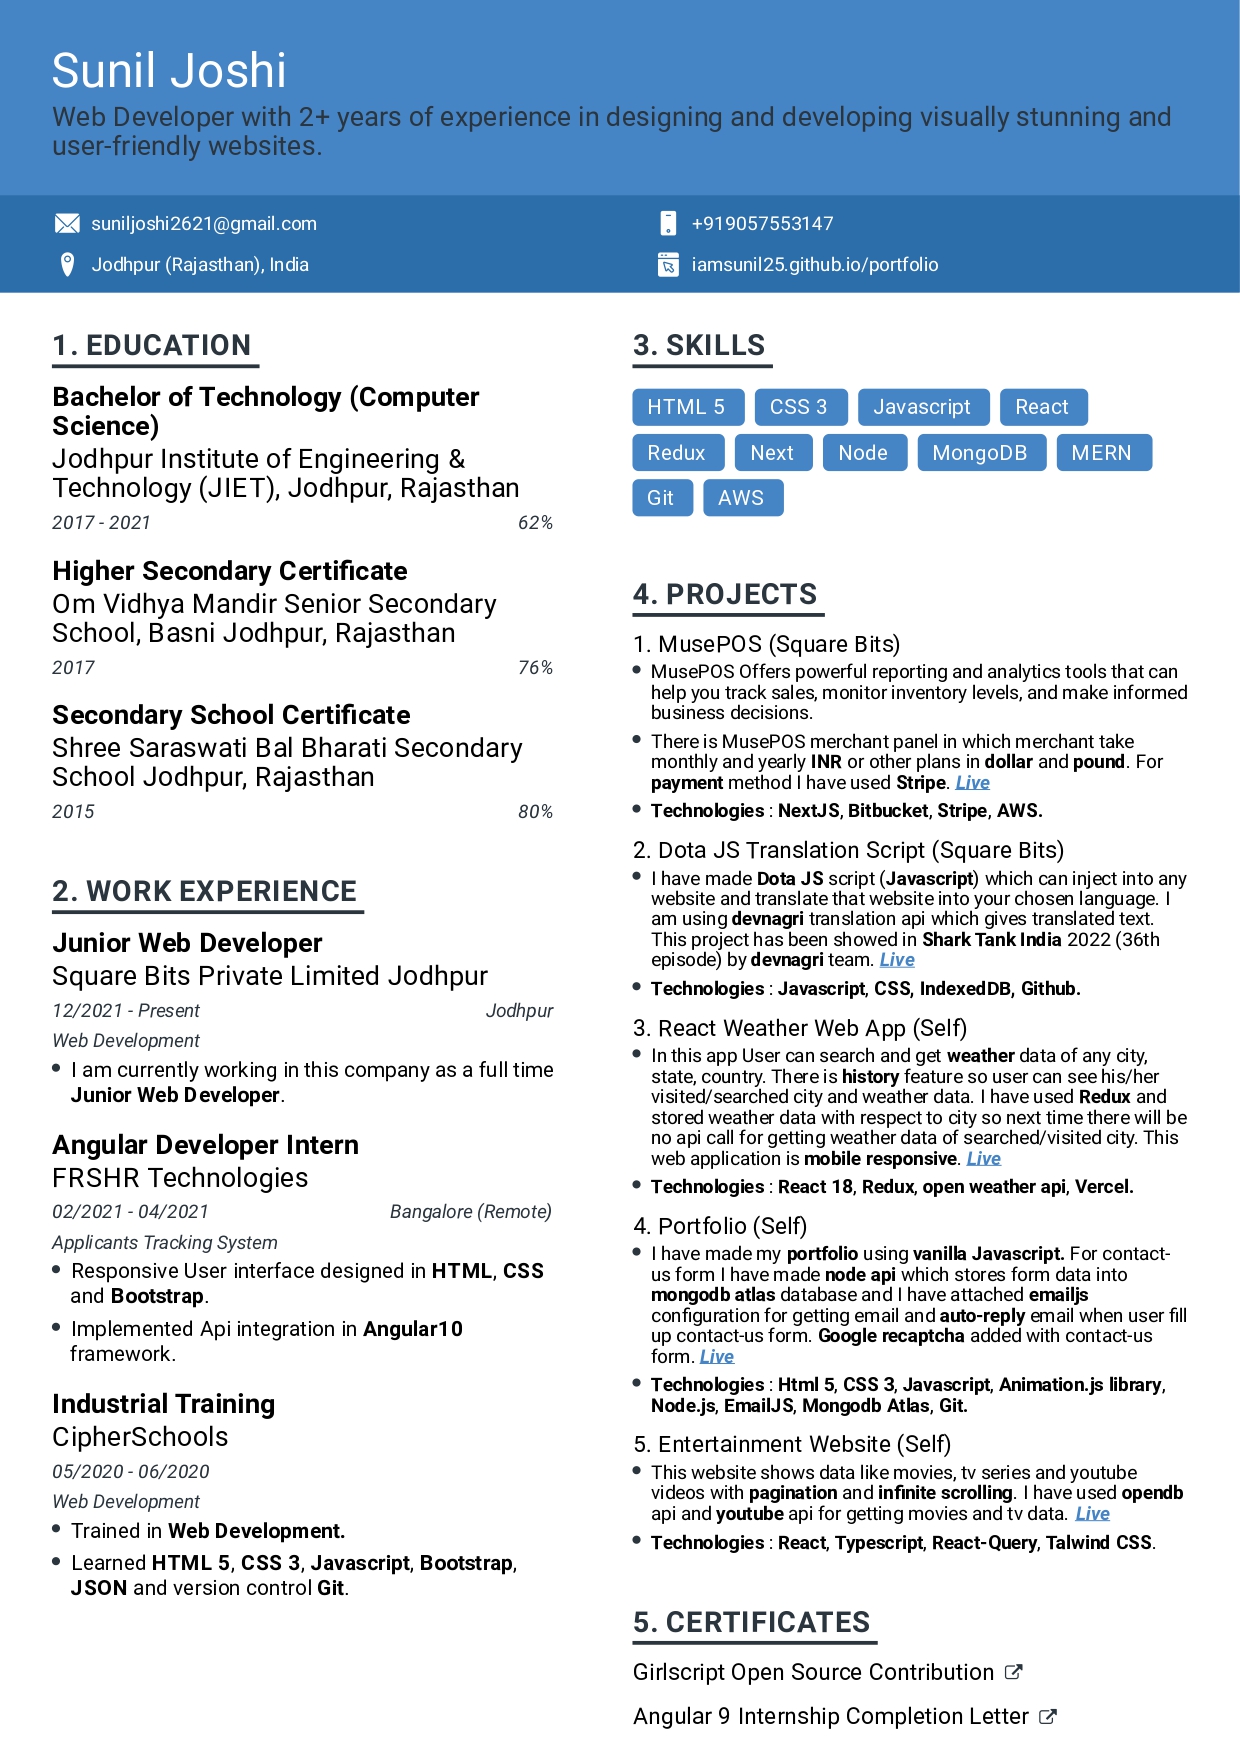 Sunil Joshi
Web Developer with 2+ years of experience in designing and developing visually stunning and
user-friendly websites.
suniljoshi2621@gmail.com
+919057553147
Jodhpur (Rajasthan), India
iamsunil25.github.io/portfolio
1. EDUCATION
Bachelor of Technology (Computer
Science)
Jodhpur Institute of Engineering &
Technology (JIET), Jodhpur, Rajasthan
2017 - 2021 62%
Higher Secondary Certificate
Om Vidhya Mandir Senior Secondary
School, Basni Jodhpur, Rajasthan
2017 76%
Secondary School Certificate
Shree Saraswati Bal Bharati Secondary
School Jodhpur, Rajasthan
2015 80%
2. WORK EXPERIENCE
Junior Web Developer
Square Bits Private Limited Jodhpur
12/2021 - Present Jodhpur
Web Development
• I am currently working in this company as a full time
Junior Web Developer.
Angular Developer Intern
FRSHR Technologies
02/2021 - 04/2021 Bangalore (Remote)
Applicants Tracking System
• Responsive User interface designed in HTML, CSS
and Bootstrap.
• Implemented Api integration in Angular10
framework.
Industrial Training
CipherSchools
05/2020 - 06/2020
Web Development
• Trained in Web Development.
• Learned HTML 5, CSS 3, Javascript, Bootstrap,
JSON and version control Git.
3. SKILLS
HTML 5 CSS 3 Javascript React
Redux Next Node MongoDB MERN
Git AWS
4. PROJECTS
1. MusePOS (Square Bits)
• MusePOS Offers powerful reporting and analytics tools that can
help you track sales, monitor inventory levels, and make informed
business decisions.
• There is MusePOS merchant panel in which merchant take
monthly and yearly INR or other plans in dollar and pound. For
payment method I have used Stripe. Live
• Technologies : NextJS, Bitbucket, Stripe, AWS.
2. Dota JS Translation Script (Square Bits)
• I have made Dota JS script (Javascript) which can inject into any
website and translate that website into your chosen language. I
am using devnagri translation api which gives translated text.
This project has been showed in Shark Tank India 2022 (36th
episode) by devnagri team. Live
• Technologies : Javascript, CSS, IndexedDB, Github.
3. React Weather Web App (Self)
• In this app User can search and get weather data of any city,
state, country. There is history feature so user can see his/her
visited/searched city and weather data. I have used Redux and
stored weather data with respect to city so next time there will be
no api call for getting weather data of searched/visited city. This
web application is mobile responsive. Live
• Technologies : React 18, Redux, open weather api, Vercel.
4. Portfolio (Self)
• I have made my portfolio using vanilla Javascript. For contact-
us form I have made node api which stores form data into
mongodb atlas database and I have attached emailjs
configuration for getting email and auto-reply email when user fill
up contact-us form. Google recaptcha added with contact-us
form. Live
• Technologies : Html 5, CSS 3, Javascript, Animation.js library,
Node.js, EmailJS, Mongodb Atlas, Git.
5. Entertainment Website (Self)
• This website shows data like movies, tv series and youtube
videos with pagination and infinite scrolling. I have used opendb
api and youtube api for getting movies and tv data. Live
• Technologies : React, Typescript, React-Query, Talwind CSS.
5. CERTIFICATES
Girlscript Open Source Contribution
Angular 9 Internship Completion Letter